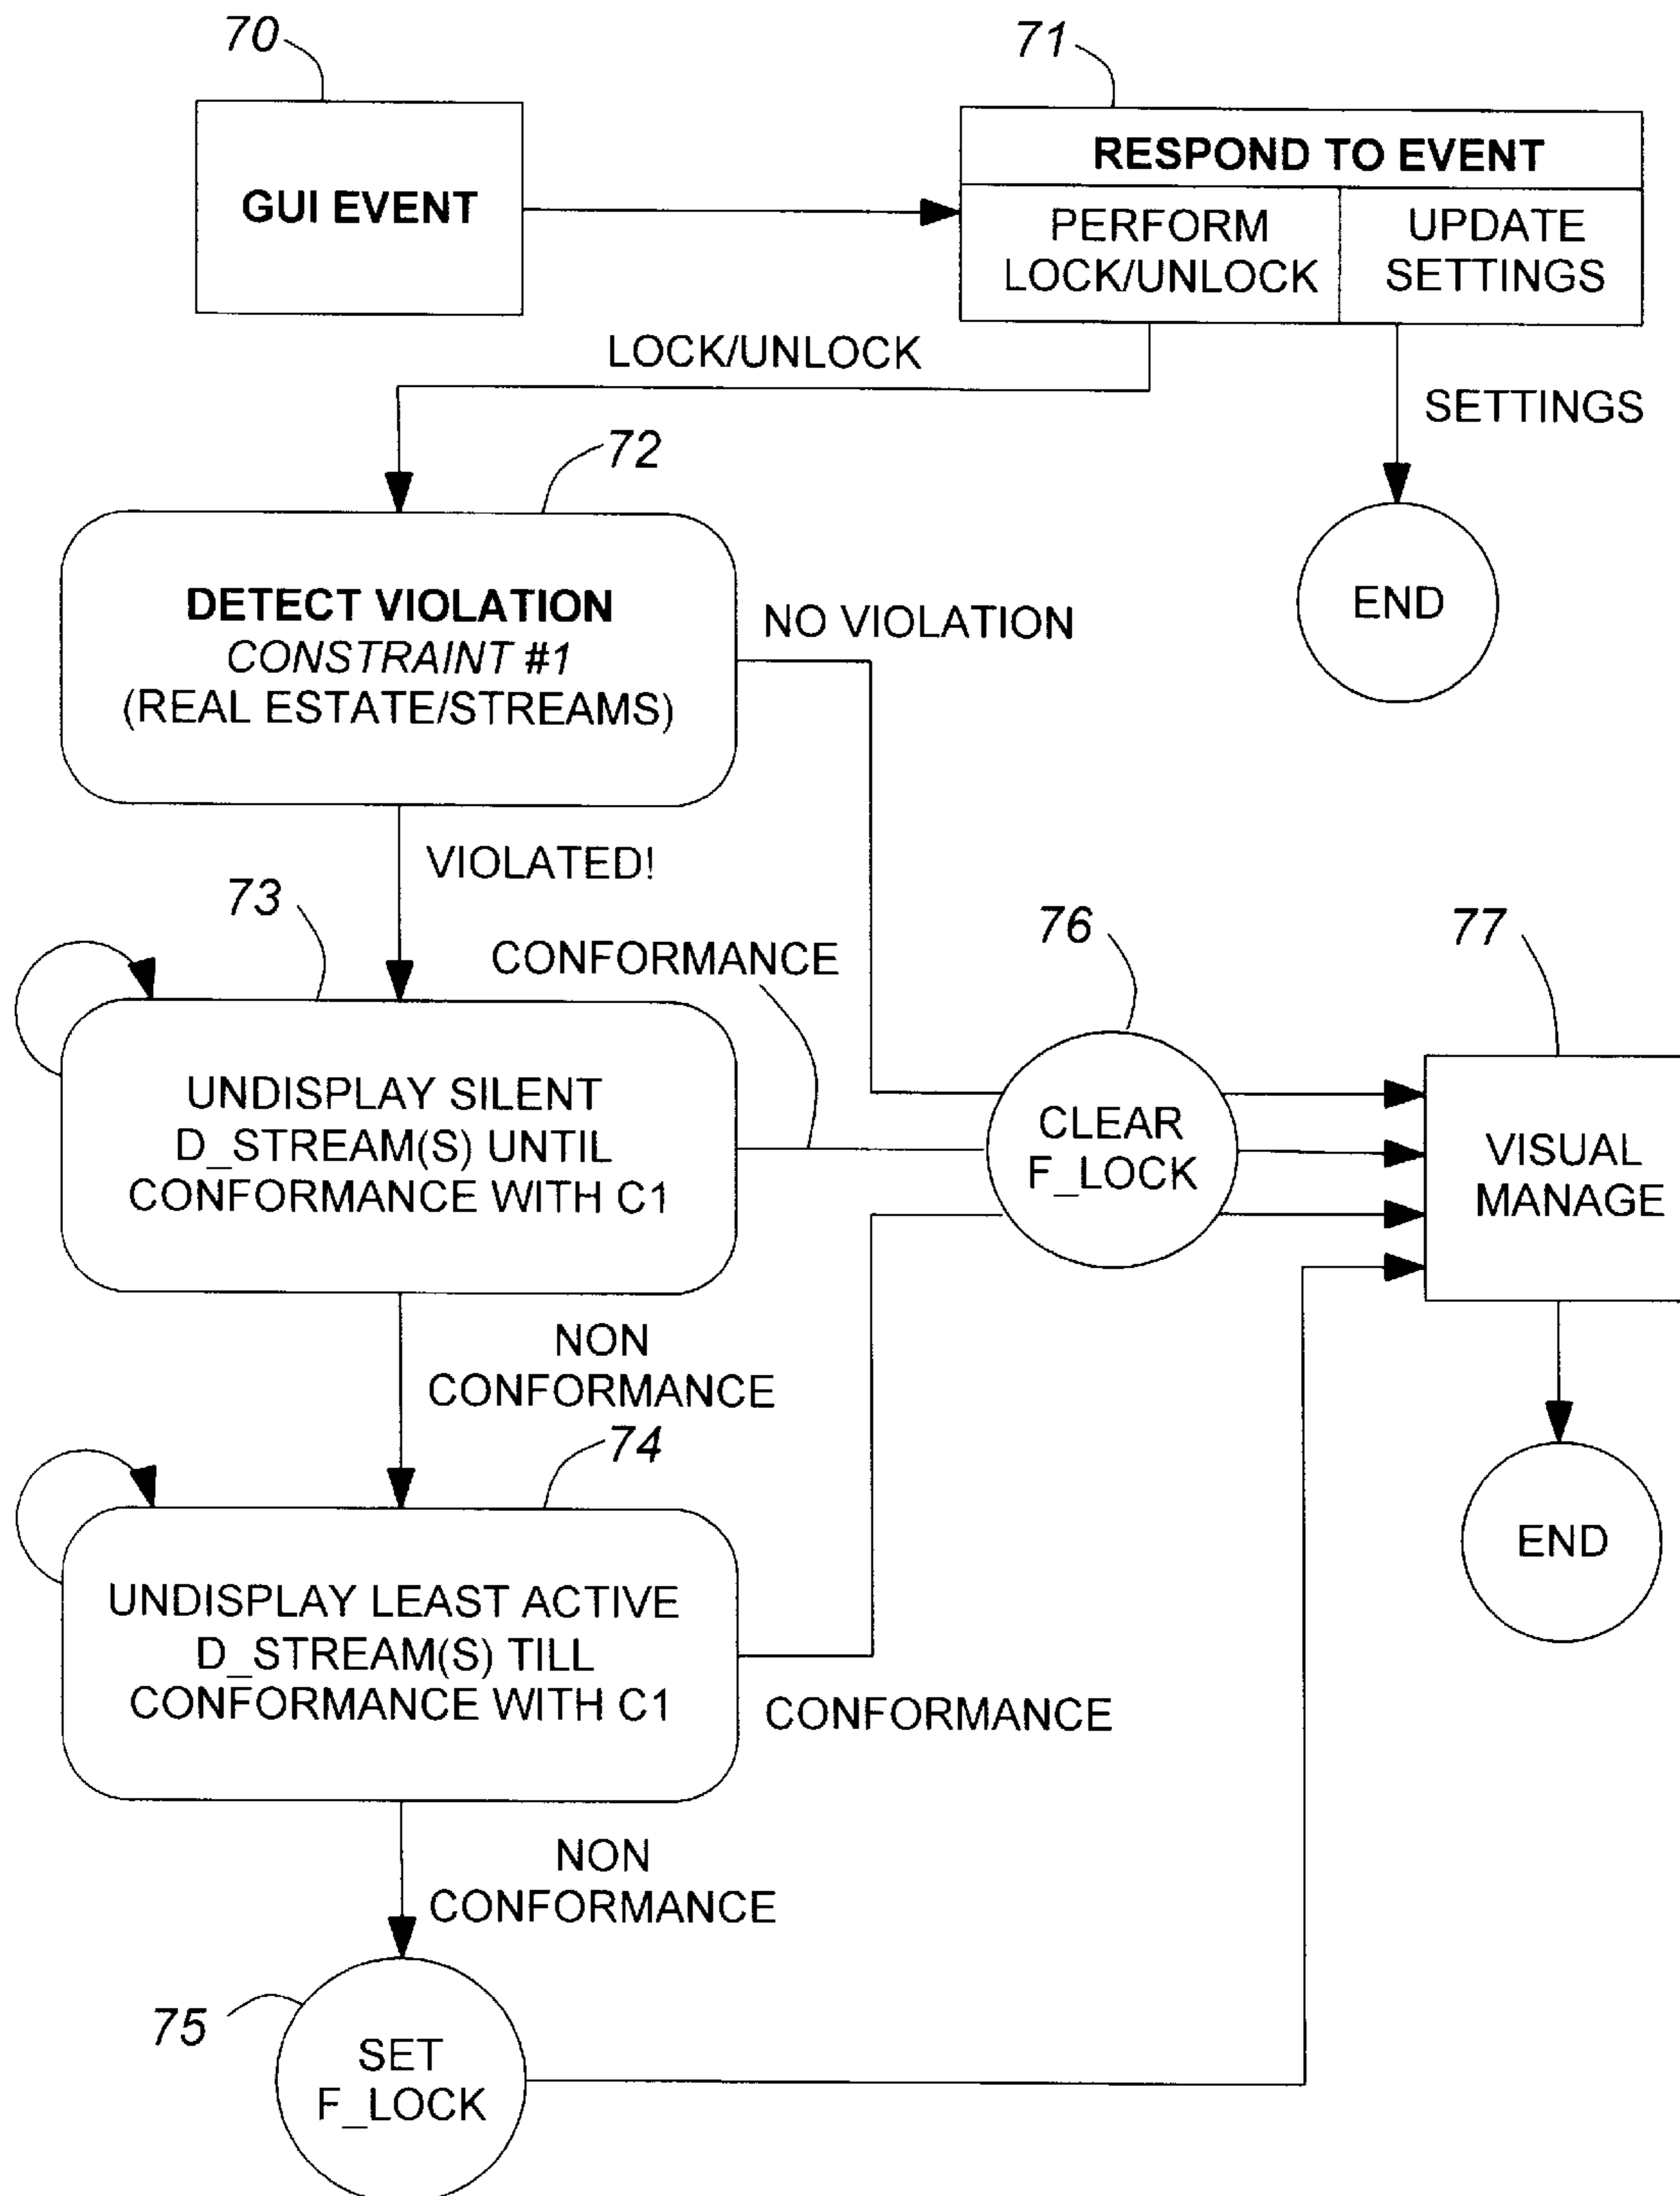 70
71
GUI EVENT
RESPOND TO EVENT
PERFORM
LOCK/UNLOCK
UPDATE
SETTINGS
LOCK/UNLOCK
SETTINGS
72
END
DETECT VIOLATION
CONSTRAINT #1
(REAL ESTATE/STREAMS)
NO VIOLATION
VIOLATED!
73
CONFORMANCE
76
77
UNDISPLAY SILENT
D_STREAM(S) UNTIL
CONFORMANCE WITH C1
CLEAR
F_LOCK
VISUAL
MANAGE
NON
CONFORMANCE
74
END
UNDISPLAY LEAST ACTIVE
D_STREAM(S) TILL
CONFORMANCE WITH C1
CONFORMANCE
NON
CONFORMANCE
75
SET
F_LOCK